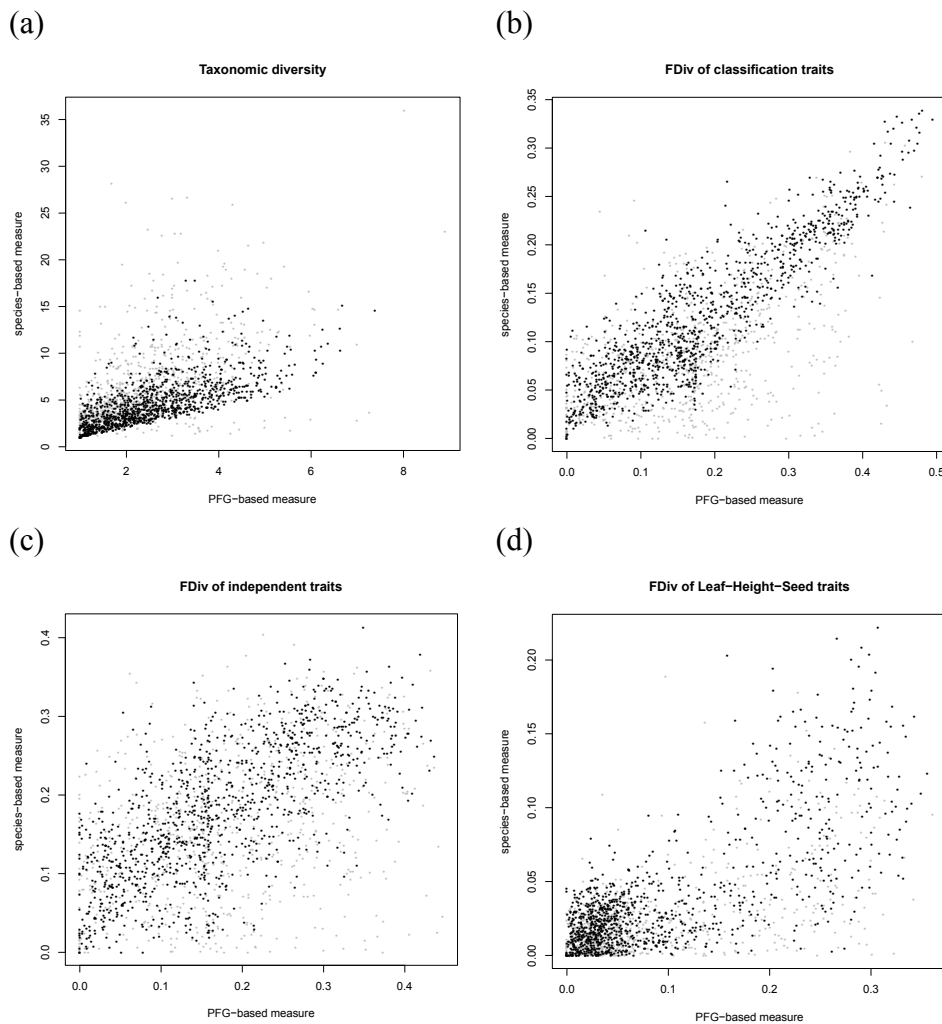 (a)
Taxonomic diversity
species−based measure
0
5
10
15
20
25
30
35
2
4
6
8
PFG−based measure
(b)
FDiv of classification traits
species−based measure
0.00
0.05
0.10
0.15
0.20
0.25
0.30
0.35
0.0
0.1
0.2
0.3
0.4
0.5
PFG−based measure
(c)
FDiv of independent traits
species−based measure
0.0
0.1
0.2
0.3
0.4
0.0
0.1
0.2
0.3
0.4
PFG−based measure
(d)
FDiv of Leaf−Height−Seed traits
species−based measure
0.00
0.05
0.10
0.15
0.20
0.0
0.1
0.2
0.3
PFG−based measure